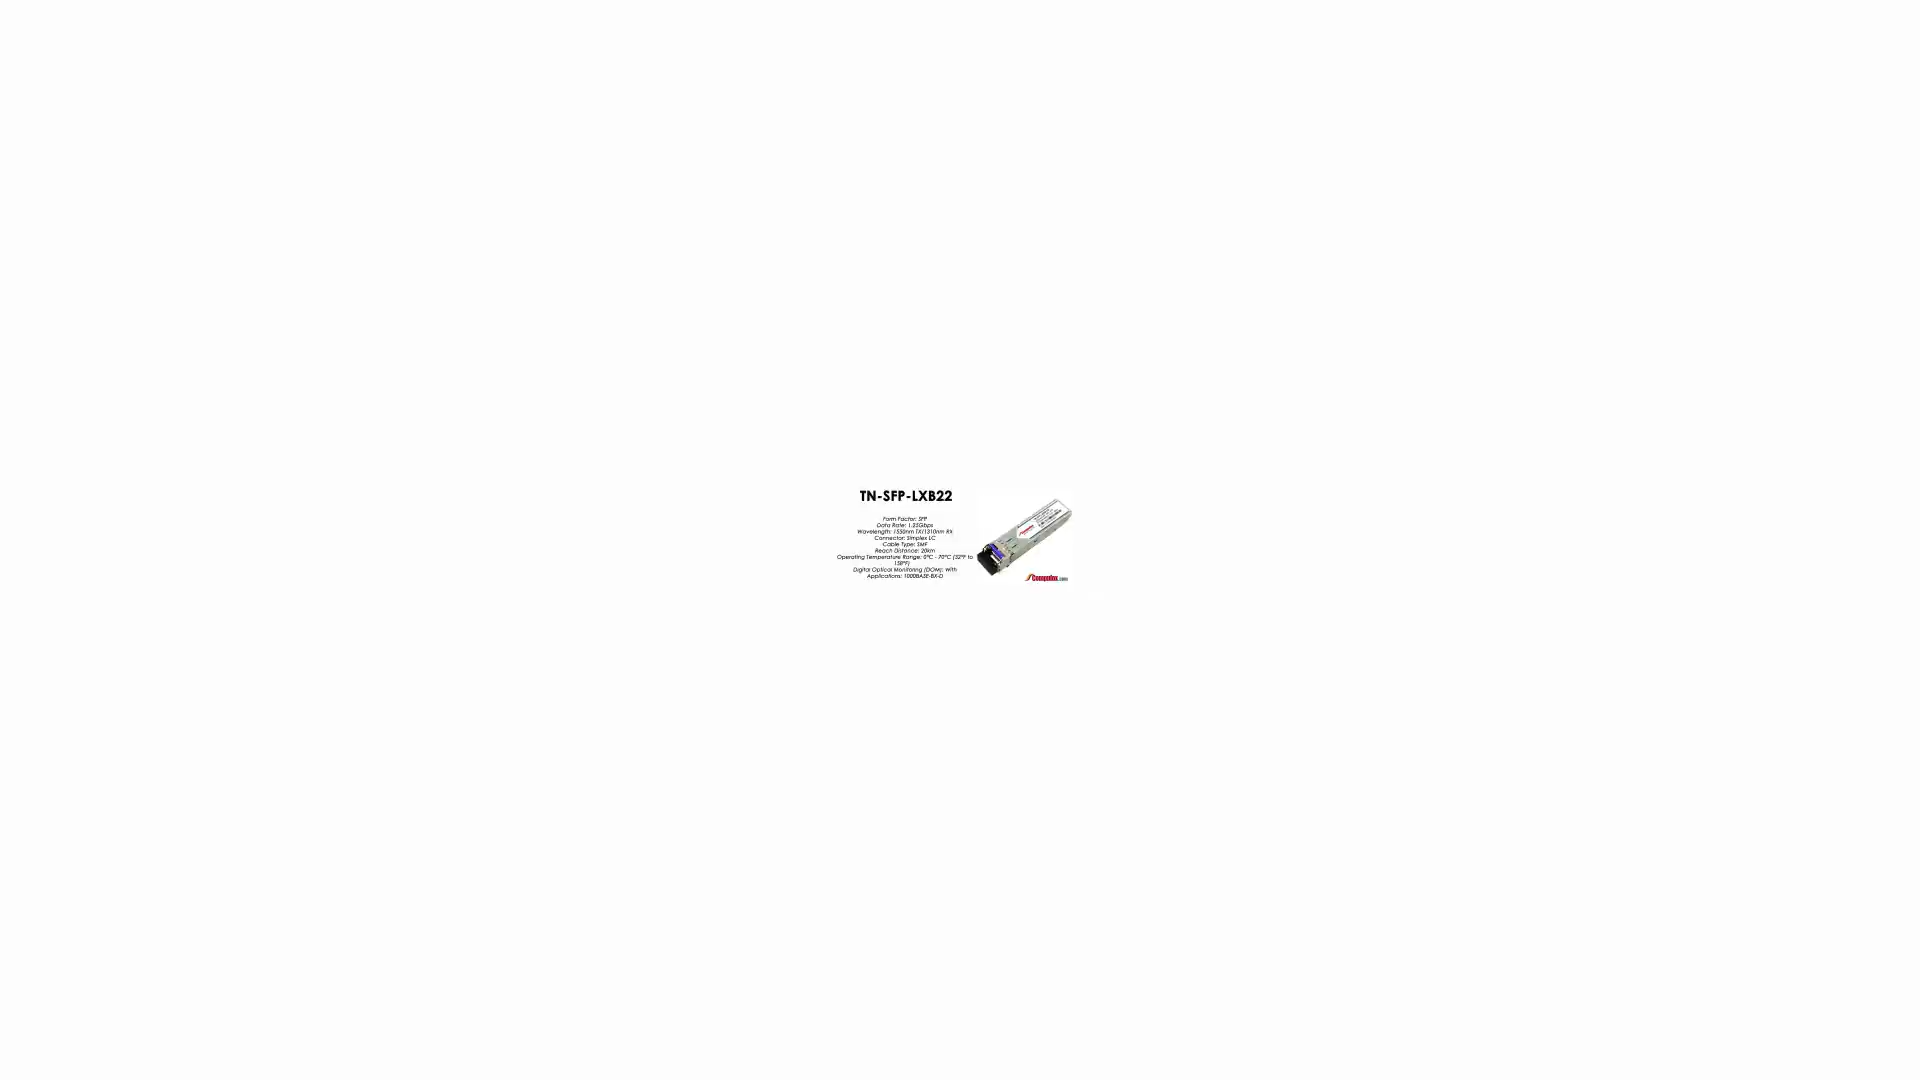 TN-SFP-LXB22
Form Factor: SFP
Data Rate: 1.25Gbps
Wavelength: 1550nm TX/1310nm RX
Connector: Simplex LC
Cable Type: SMF
Reach Distance: 20km
Operating Temperature Range: 0°C - 70°C (32°F to
158°F)
Digital Optical Monitoring (DOM): With
Applications: 1000BASE-BX-D
Compufox.com